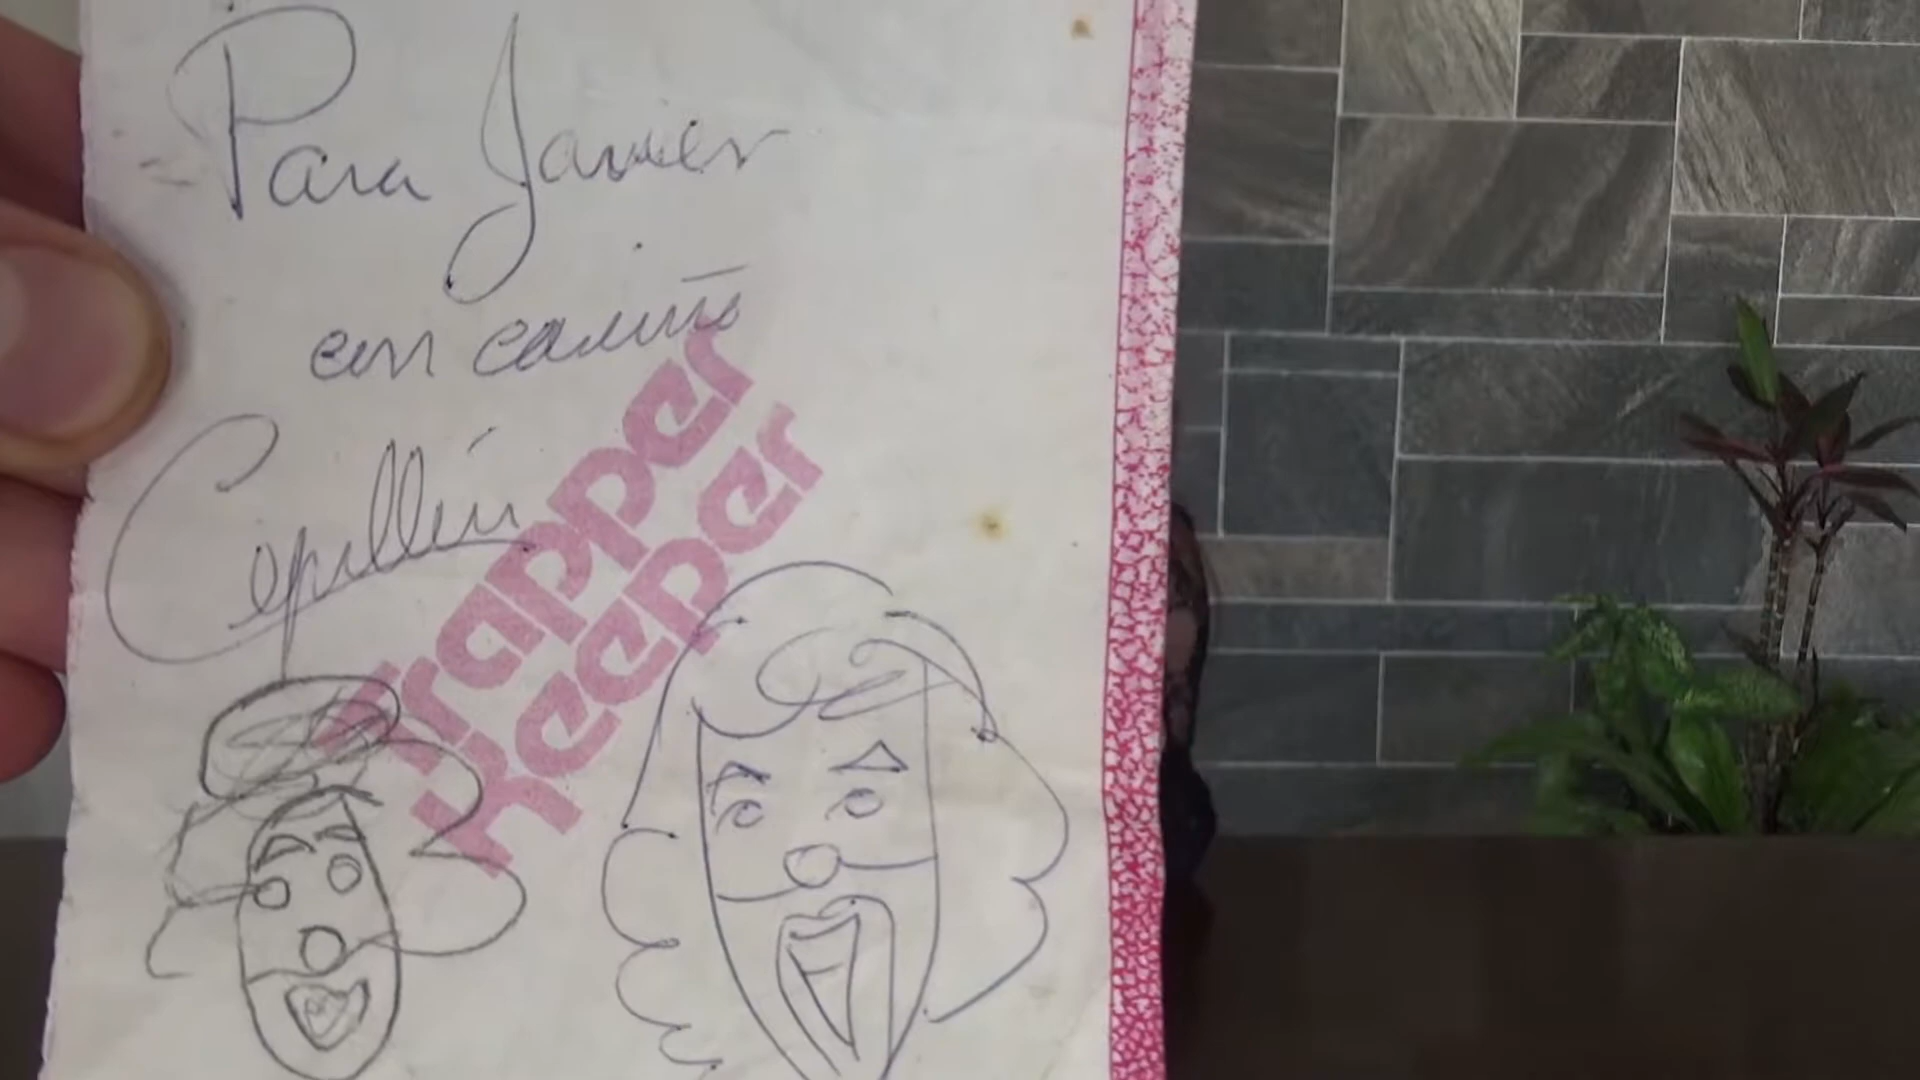 Para Javier
con cariño
Cepillín
Trapper
Keeper